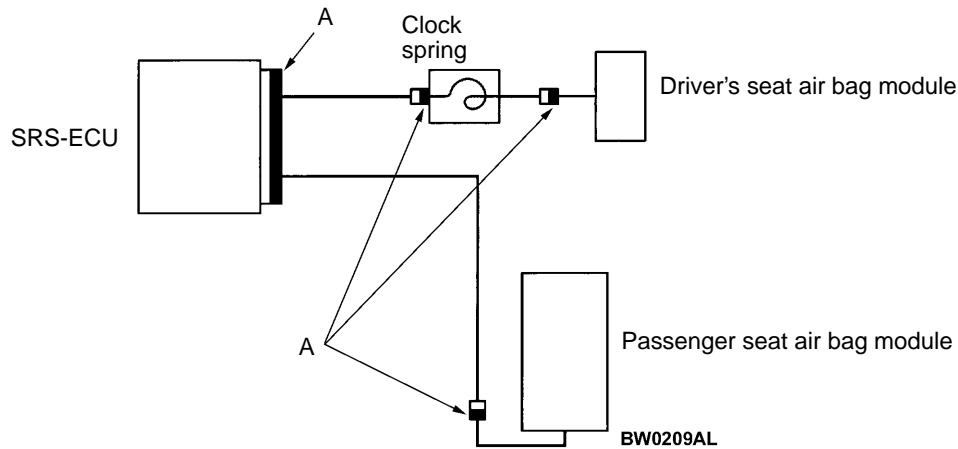 A
Clock
spring
Driver's seat air bag module
SRS-ECU
A
Passenger seat air bag module
BW0209AL